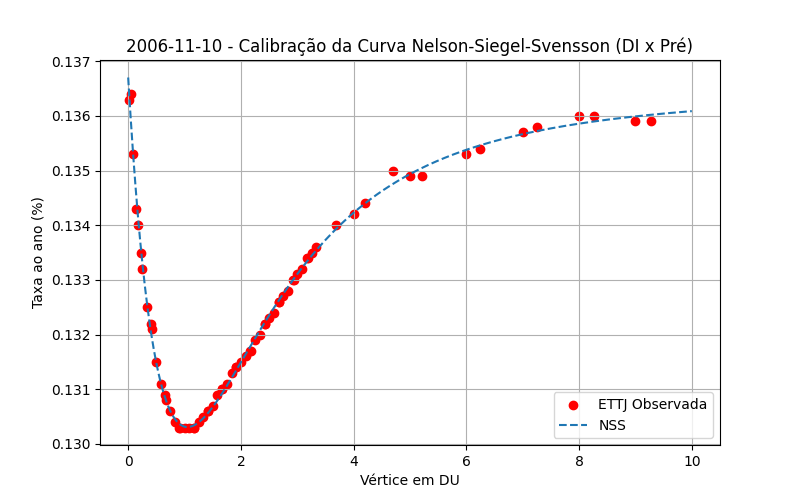 2006-11-10 - Calibração da Curva Nelson-Siegel-Svensson (DI x Pré)
Taxa ao ano (%)
0.137
0.136
0.135
0.134
0.133
0.132
0.131
0.130
ETTJ Observada
NSS
0
2
4
6
8
10
Vértice em DU